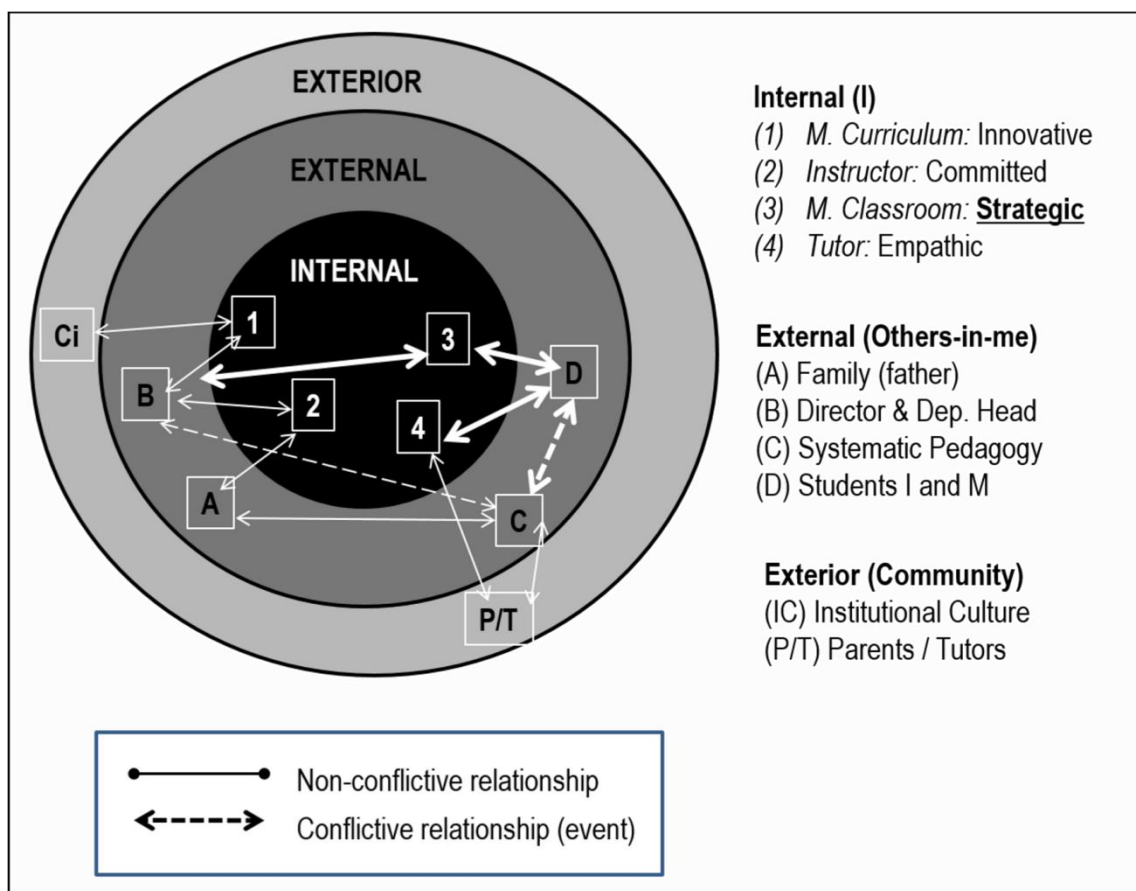 EXTERIOR
EXTERNAL
INTERNAL
Ci
1
3
B
2
D
4
A
C
P/T
Internal (I)
(1) M. Curriculum: Innovative
(2) Instructor: Committed
(3) M. Classroom: Strategic
(4) Tutor: Empathic
External (Others-in-me)
(A) Family (father)
(B) Director & Dep. Head
(C) Systematic Pedagogy
(D) Students I and M
Exterior (Community)
(IC) Institutional Culture
(P/T) Parents / Tutors
Non-conflictive relationship
Conflictive relationship (event)